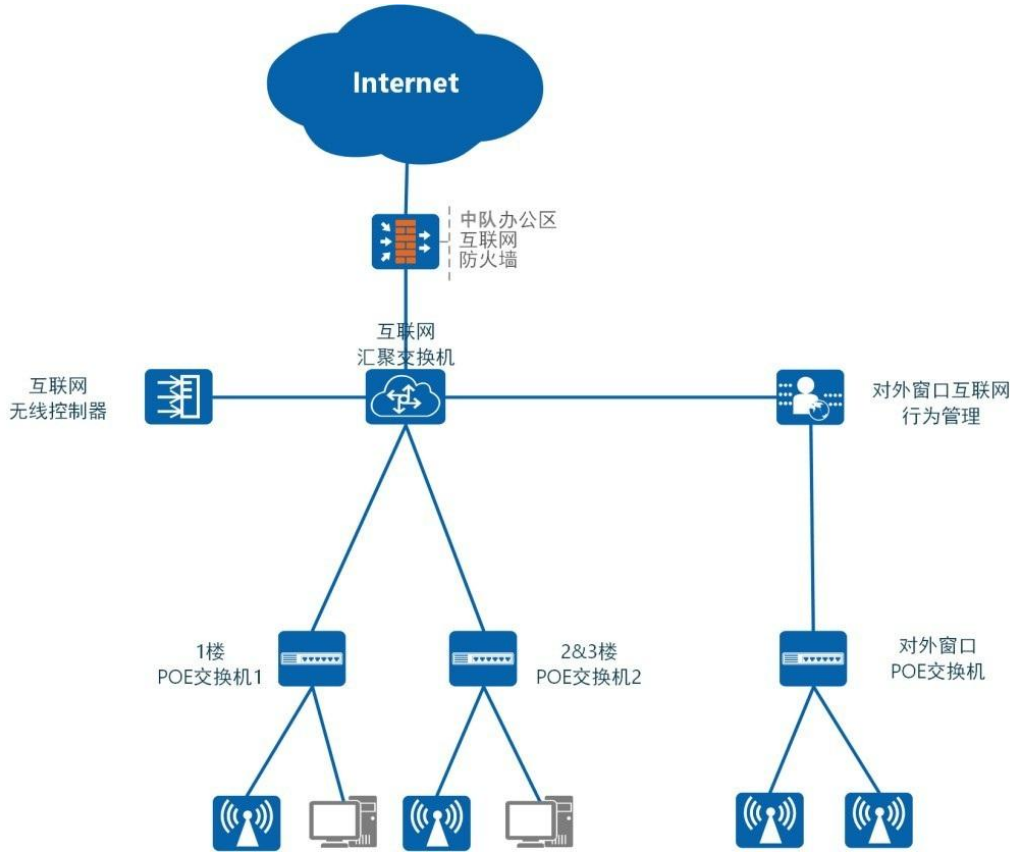 Internet
中队办公区
互联网
防火墙
互联网
汇聚交换机
互联网
无线控制器
对外窗口互联网
行为管理
1楼
POE交换机1
2&3楼
POE交换机2
对外窗口
POE交换机